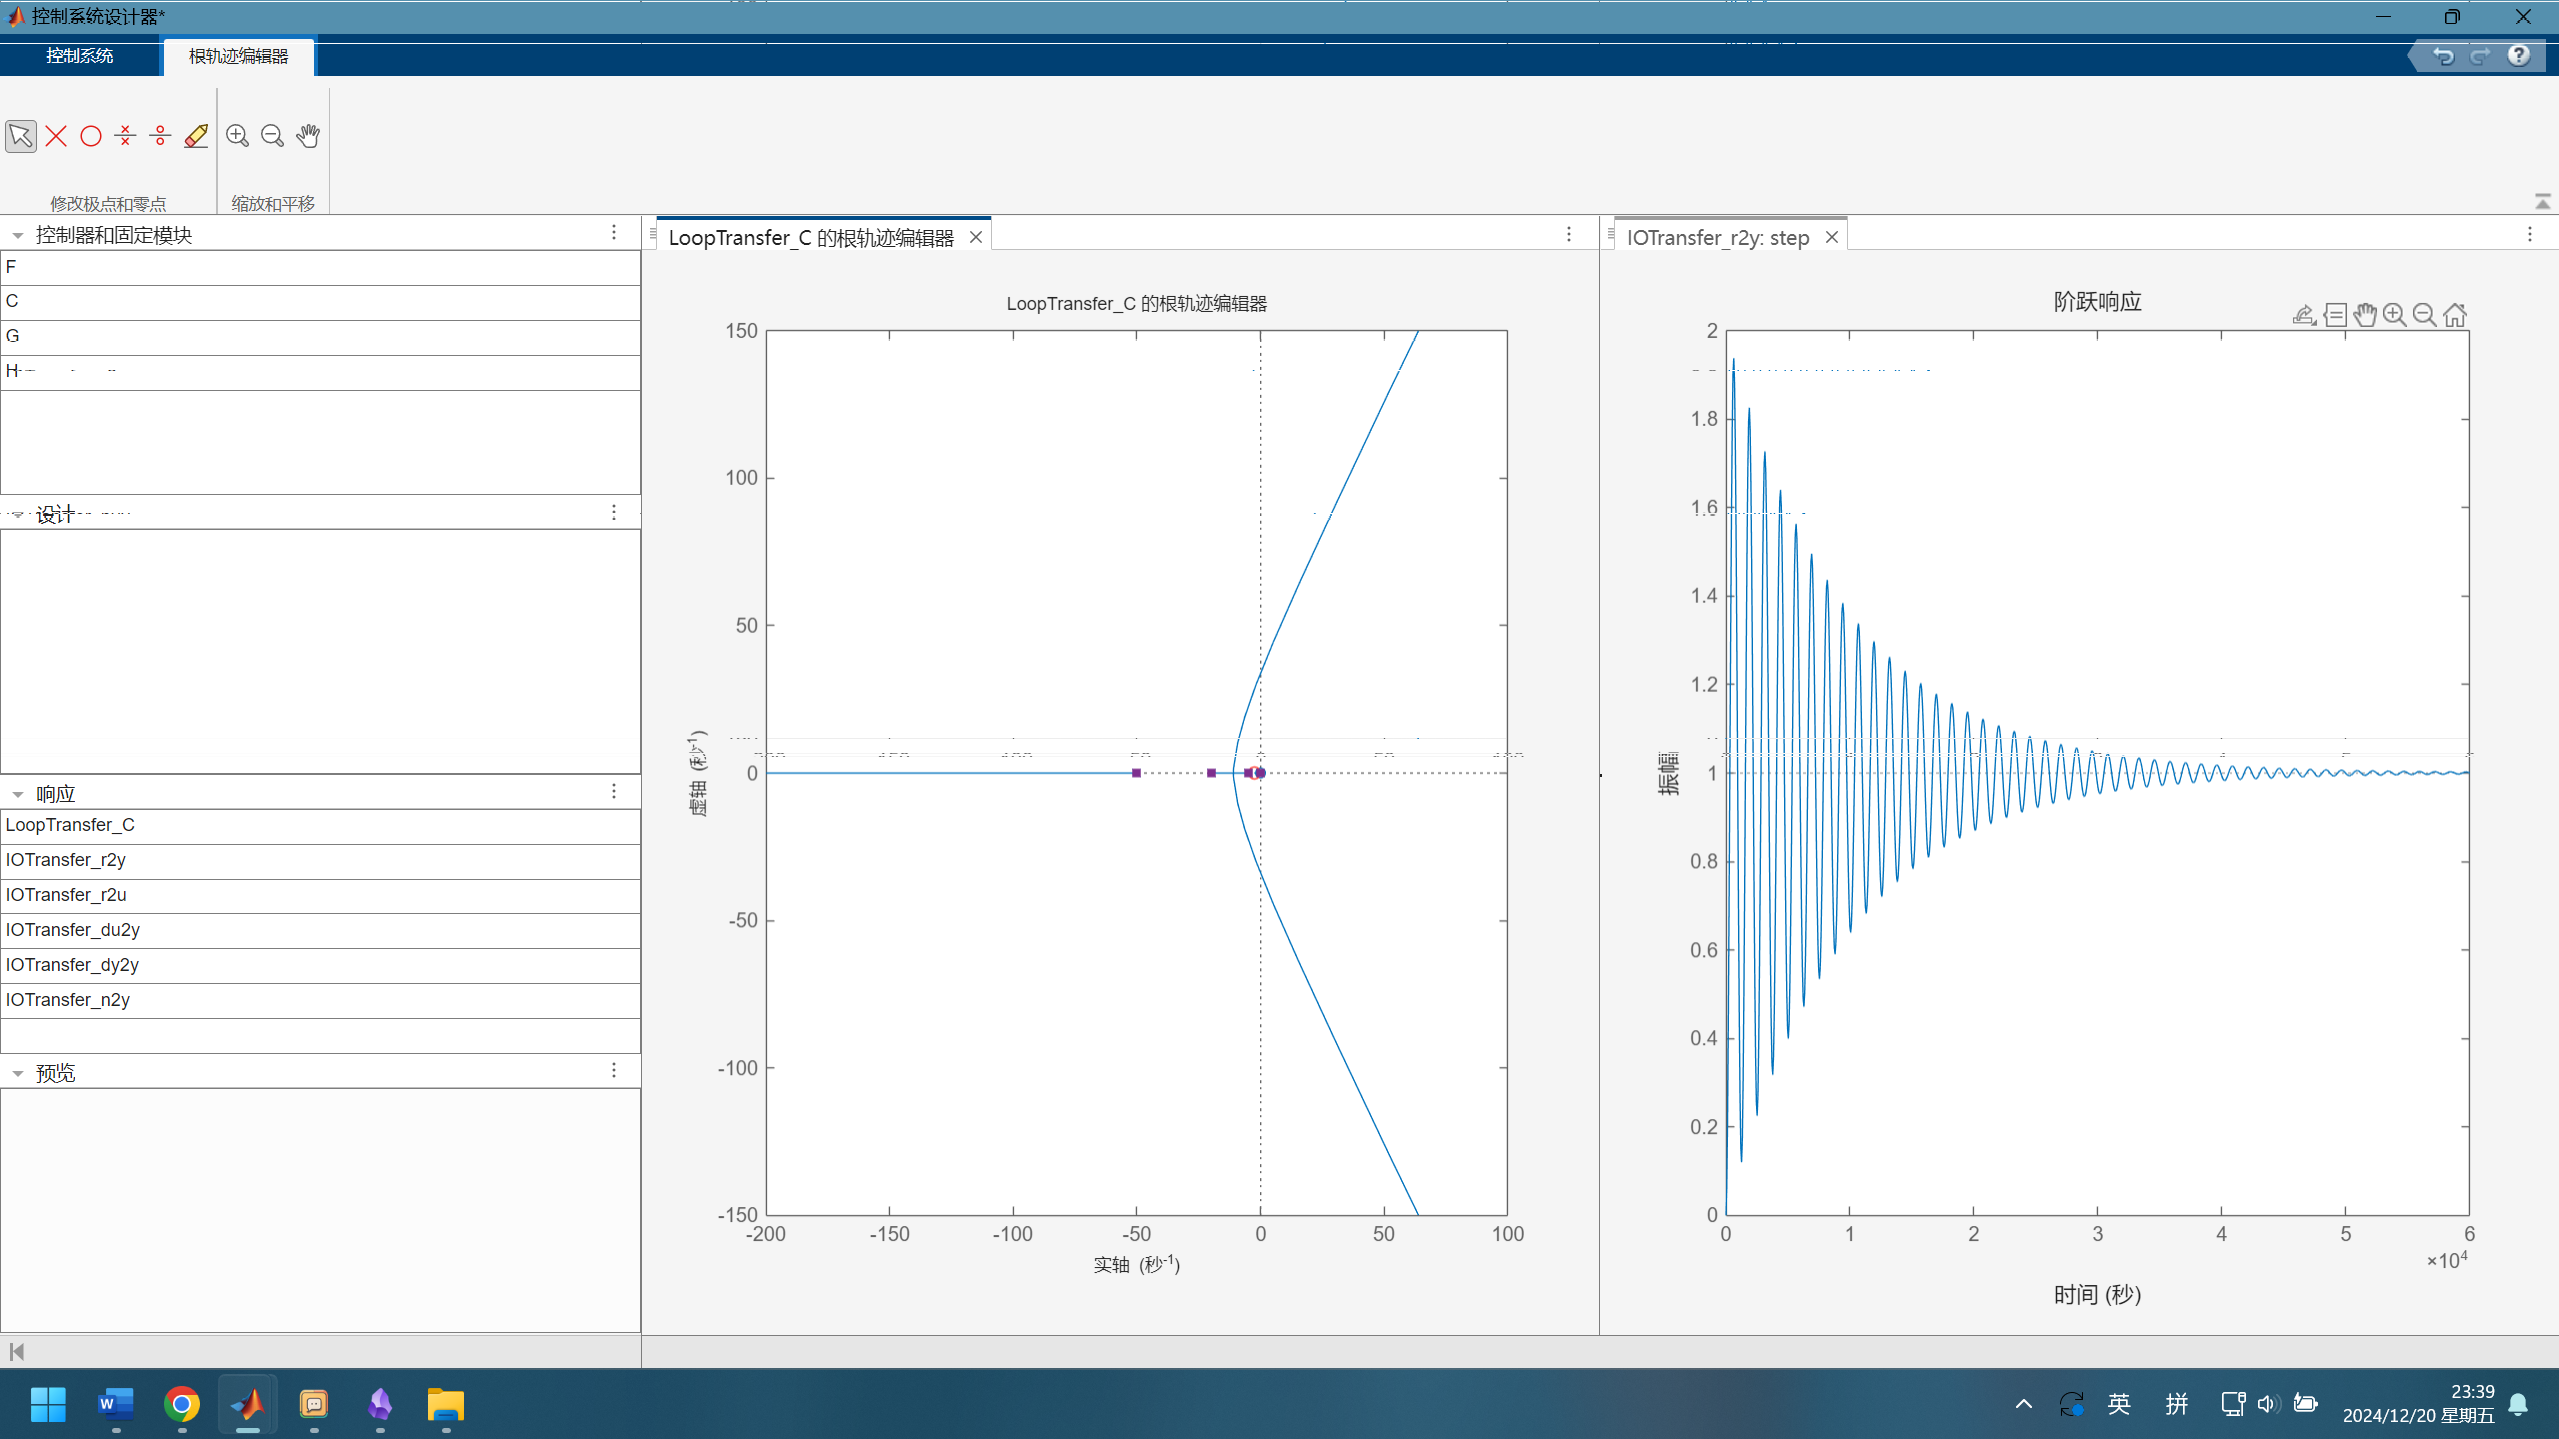 控制系统设计器*
控制系统
根轨迹编辑器
修改极点和零点
缩放和平移
控制器和固定模块
F
C
G
H
设计
响应
LoopTransfer_C
IOTransfer_r2y
IOTransfer_r2u
IOTransfer_du2y
IOTransfer_dy2y
IOTransfer_n2y
预览
LoopTransfer_C 的根轨迹编辑器
LoopTransfer_C 的根轨迹编辑器
150
100
50
0
-50
-100
-150
虚轴 (秒⁻¹)
-200 -150 -100 -50 0 50 100
实轴 (秒⁻¹)
IOTransfer_r2y: step
阶跃响应
2
1.8
1.6
1.4
1.2
1
0.8
0.6
0.4
0.2
0
振幅
0 1 2 3 4 5 6
×10⁴
时间 (秒)
英
拼
23:39
2024/12/20 星期五